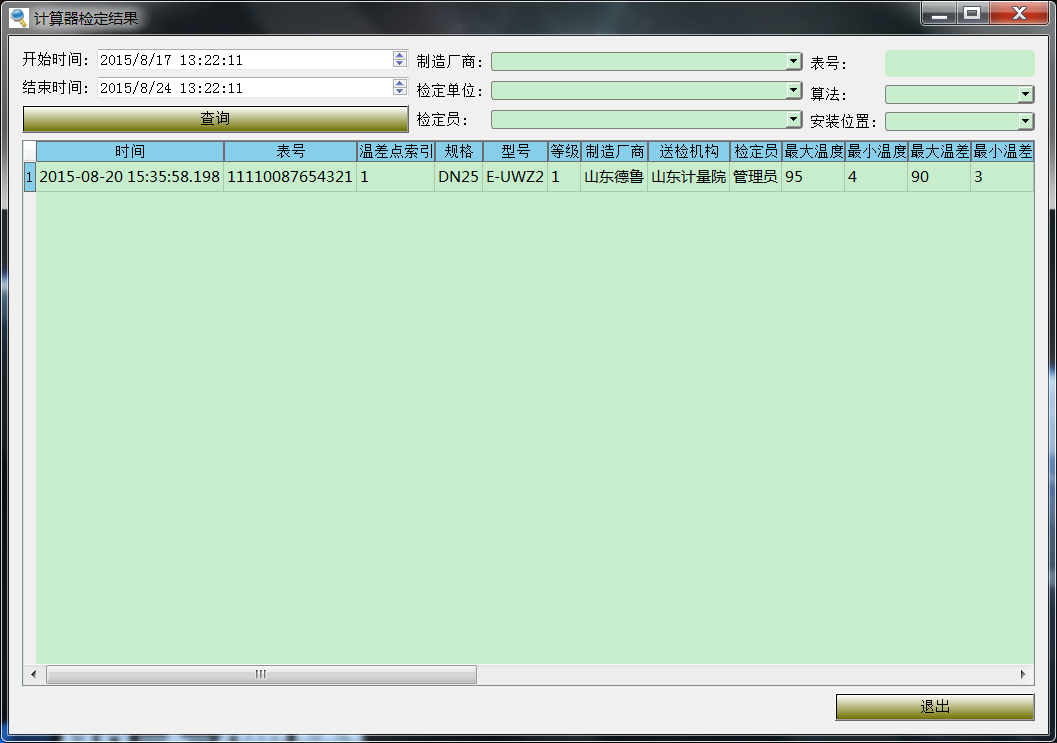 计算器检定结果
开始时间: 2015/8/17 13:22:11 制造厂商: 表号:
结束时间: 2015/8/24 13:22:11 检定单位: 算法:
查询 检定员: 安装位置:
时间 表号 温差点索引 规格 型号 等级 制造厂商 送检机构 检定员 最大温度 最小温度 最大温差 最小温差
1 2015-08-20 15:35:58.198 11110087654321 1 DN25 E-UWZ2 1 山东德鲁 山东计量院 管理员 95 4 90 3
退出